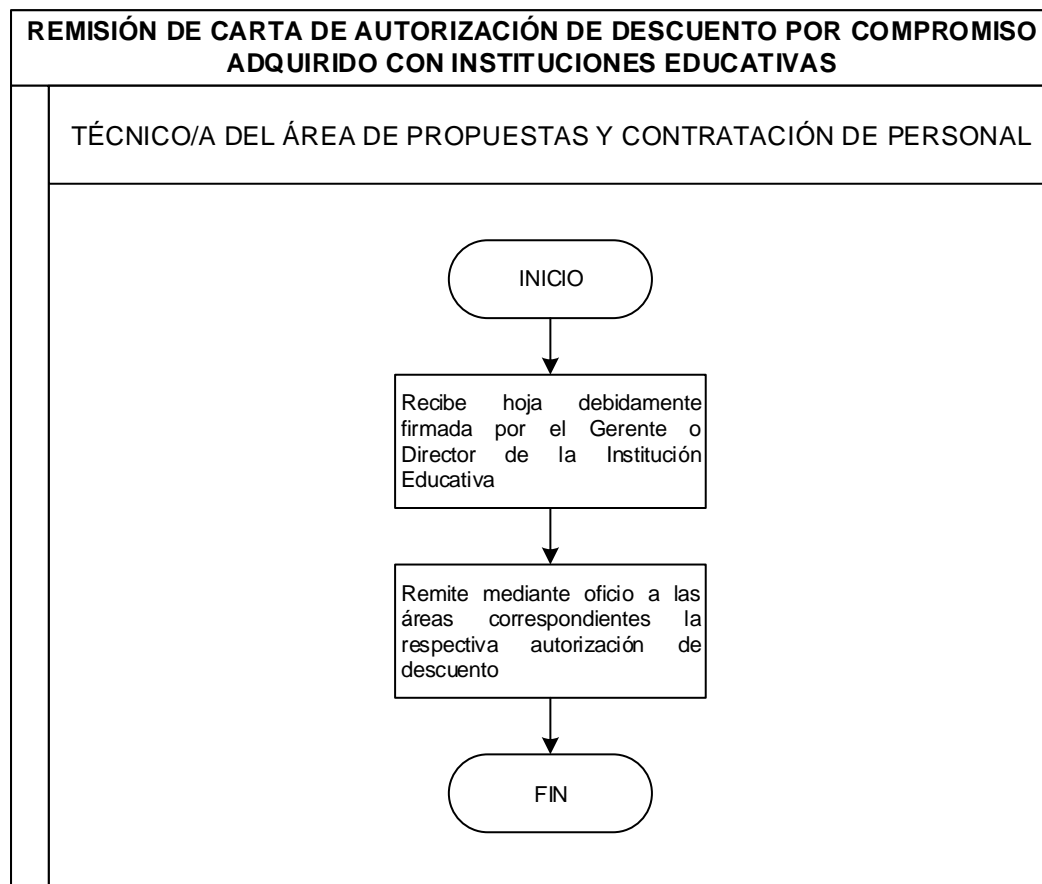 REMISIÓN DE CARTA DE AUTORIZACIÓN DE DESCUENTO POR COMPROMISO
ADQUIRIDO CON INSTITUCIONES EDUCATIVAS
TÉCNICO/A DEL ÁREA DE PROPUESTAS Y CONTRATACIÓN DE PERSONAL
INICIO
Recibe hoja debidamente
firmada por el Gerente o
Director de la Institución
Educativa
Remite mediante oficio a las
áreas correspondientes la
respectiva autorización de
descuento
FIN